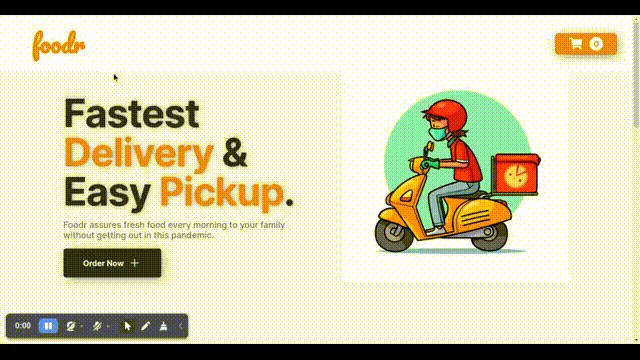 foodr
0
Fastest
Delivery &
Easy Pickup.
Foodr assures fresh food every morning to your family
without getting out in this pandemic.
Order Now +
0:00